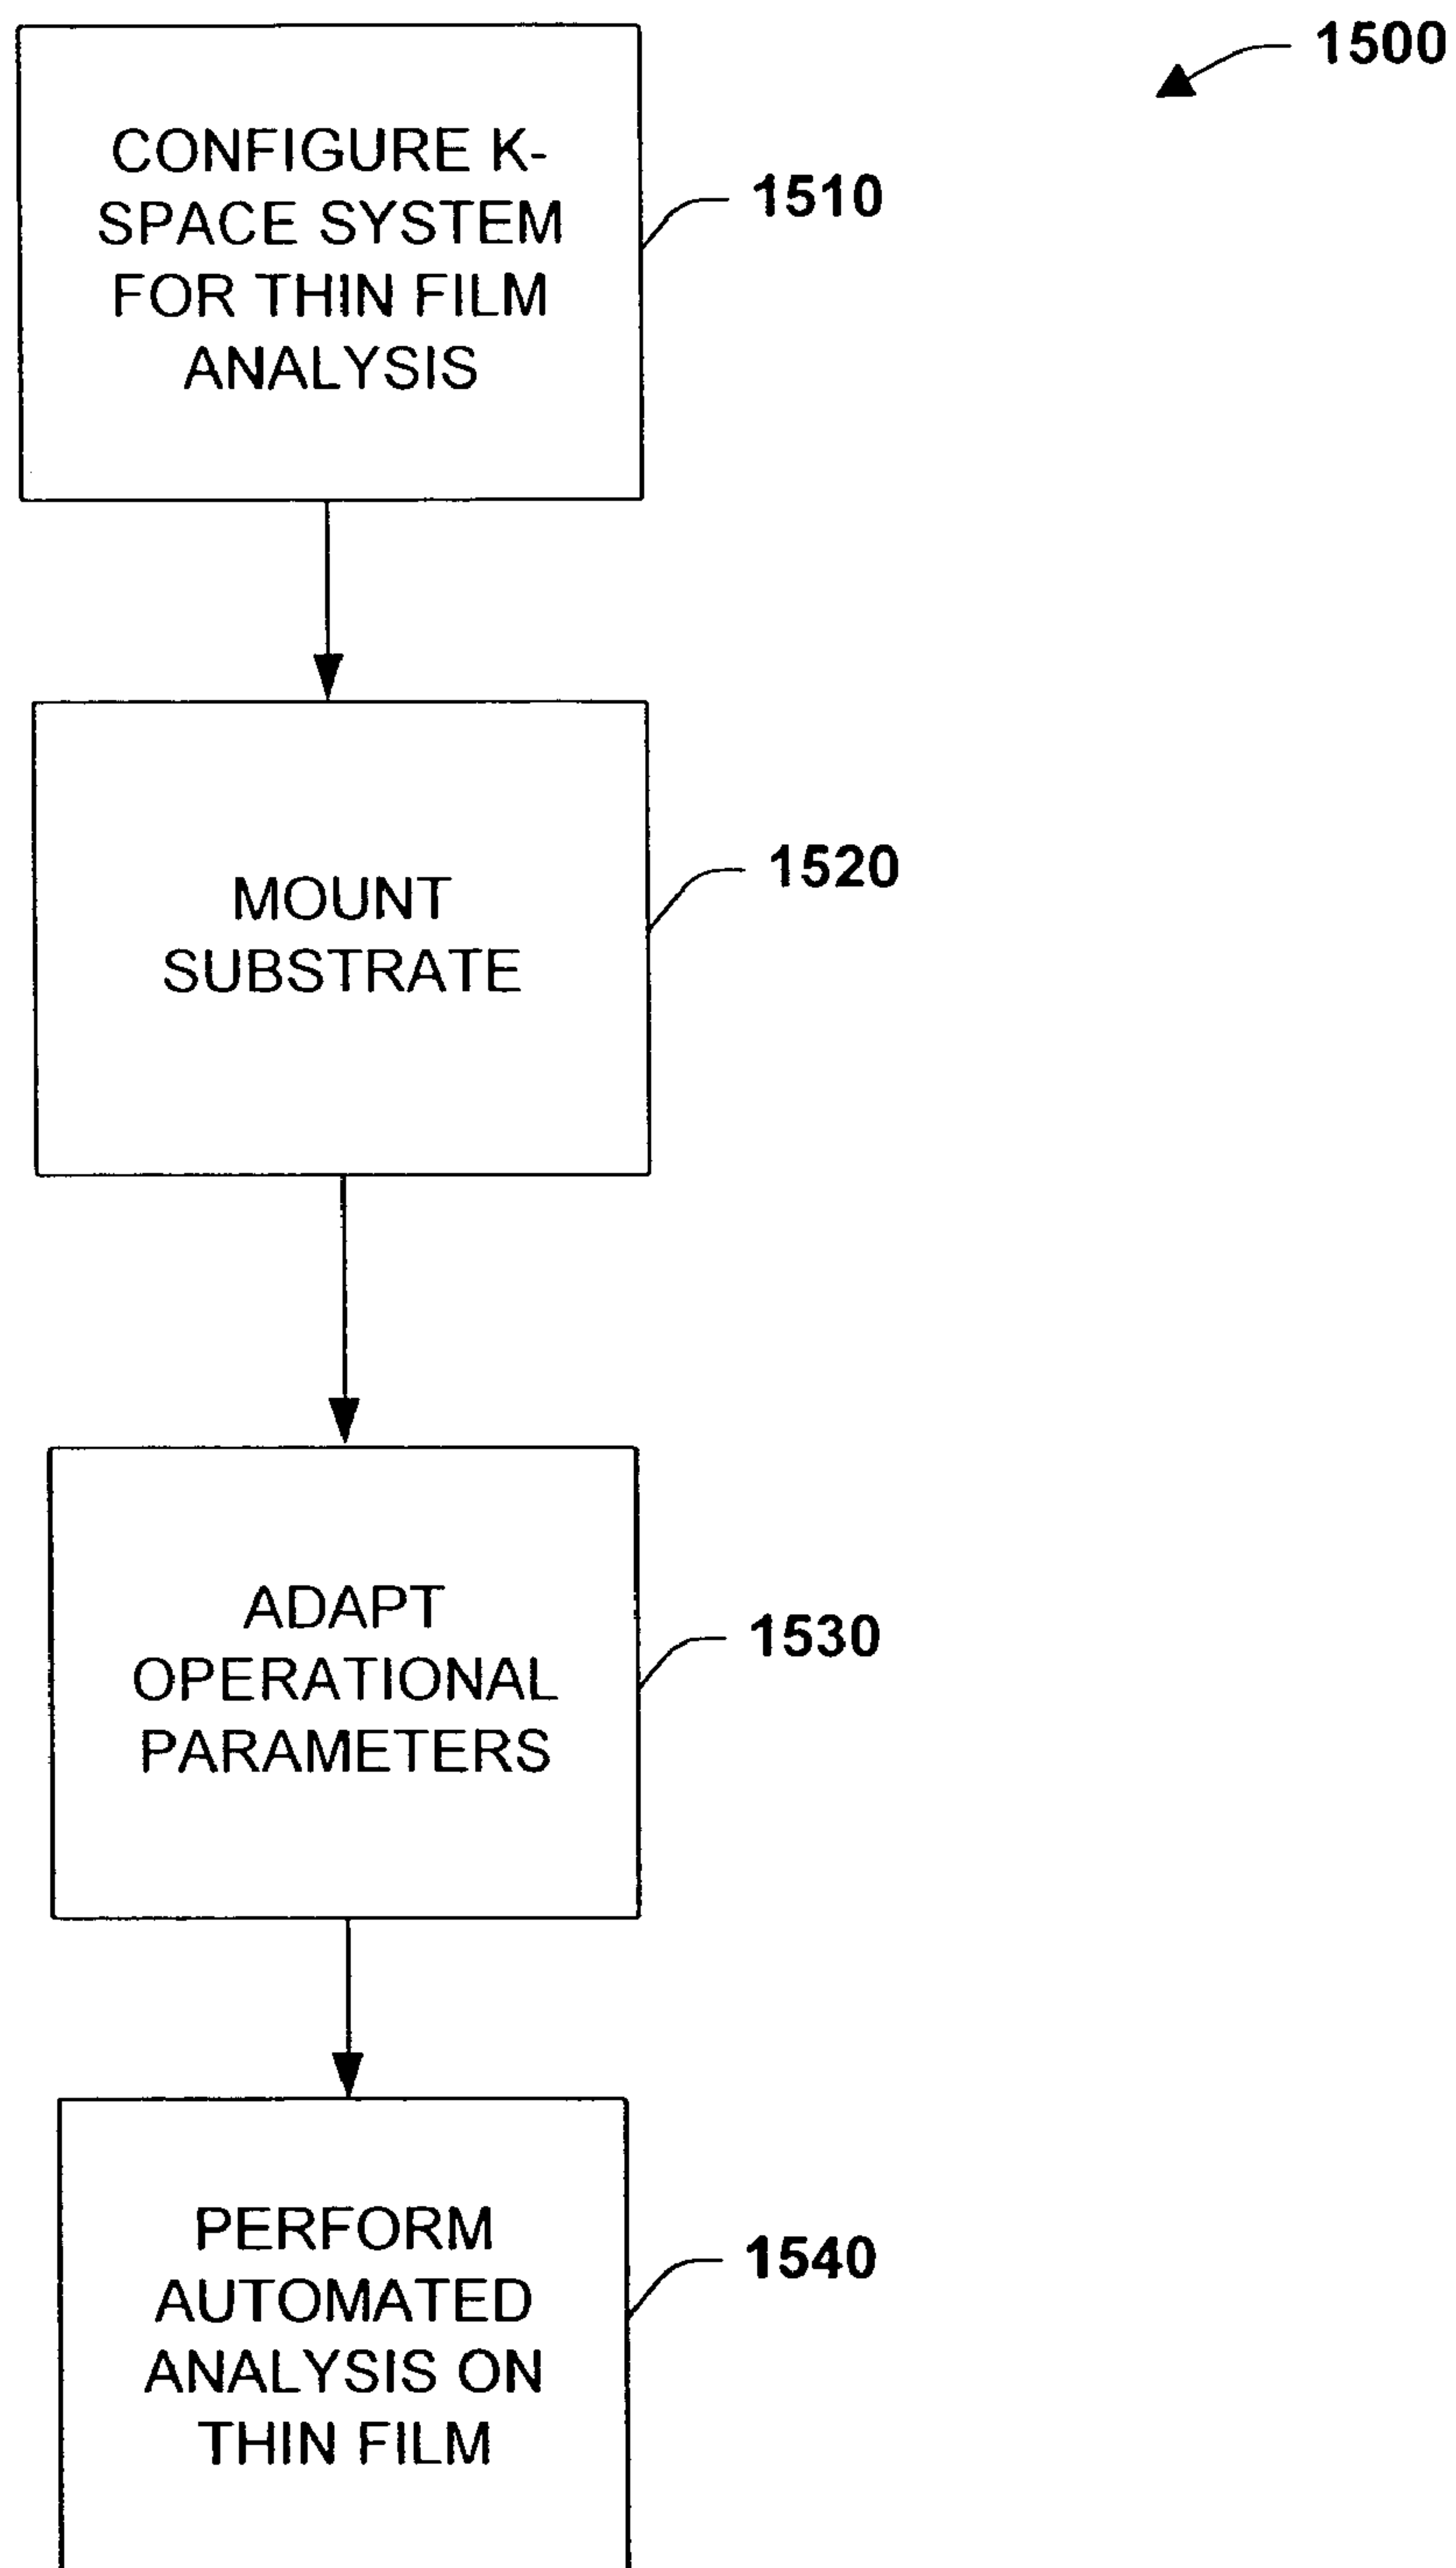 1500
CONFIGURE K-
SPACE SYSTEM
FOR THIN FILM
ANALYSIS
1510
MOUNT
SUBSTRATE
1520
ADAPT
OPERATIONAL
PARAMETERS
1530
PERFORM
AUTOMATED
ANALYSIS ON
THIN FILM
1540